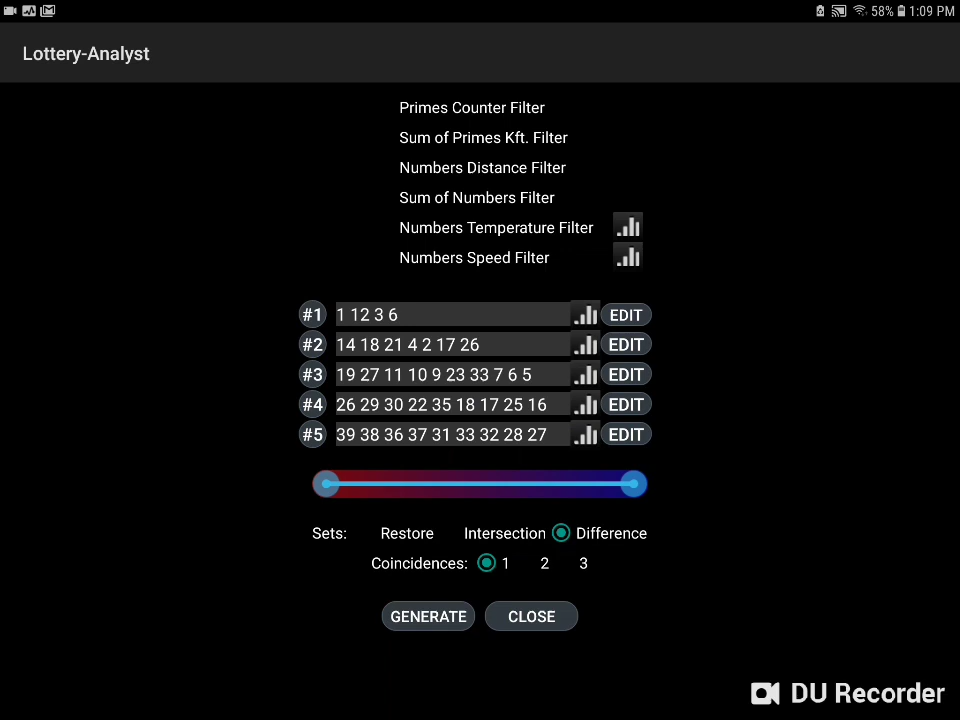 58% 1:09 PM
Lottery-Analyst
Primes Counter Filter
Sum of Primes Kft. Filter
Numbers Distance Filter
Sum of Numbers Filter
Numbers Temperature Filter
Numbers Speed Filter
#1 1 12 3 6 EDIT
#2 14 18 21 4 2 17 26 EDIT
#3 19 27 11 10 9 23 33 7 6 5 EDIT
#4 26 29 30 22 35 18 17 25 16 EDIT
#5 39 38 36 37 31 33 32 28 27 EDIT
Sets: Restore Intersection Difference
Coincidences: 1 2 3
GENERATE CLOSE
DU Recorder